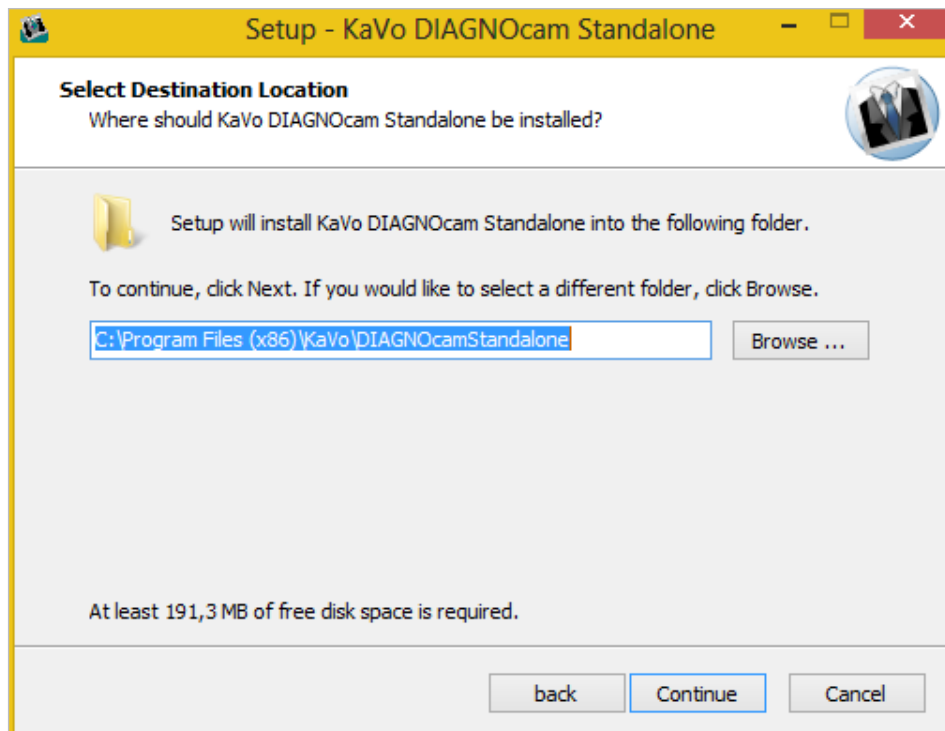 Setup - KaVo DIAGNOcam Standalone
Select Destination Location
Where should KaVo DIAGNOcam Standalone be installed?
Setup will install KaVo DIAGNOcam Standalone into the following folder.
To continue, click Next. If you would like to select a different folder, click Browse.
C:\Program Files (x86)\KaVo\DIAGNOcamStandalone
Browse ...
At least 191,3 MB of free disk space is required.
back
Continue
Cancel